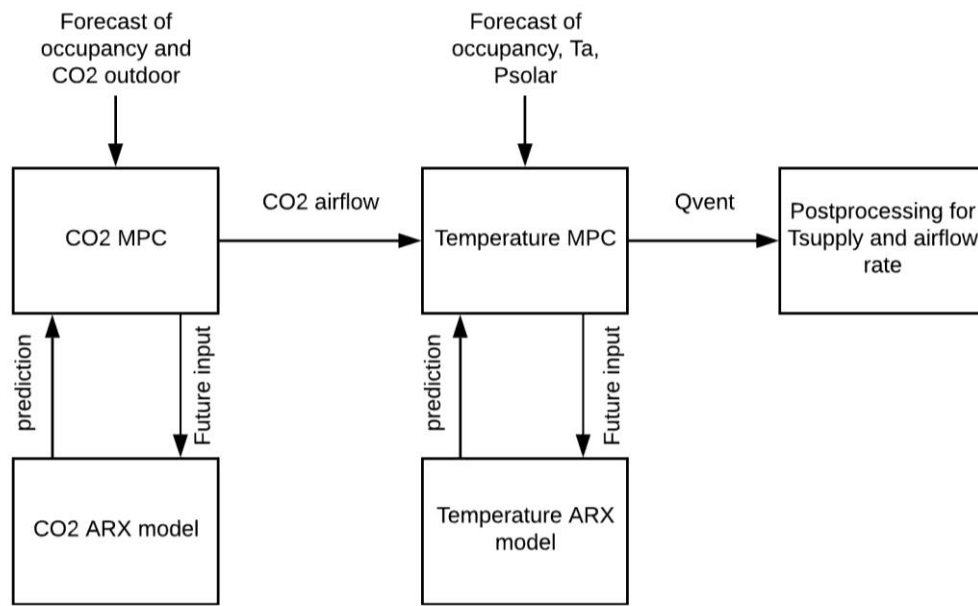 Forecast of
occupancy and
CO2 outdoor
Forecast of
occupancy, Ta,
Psolar
CO2 MPC
CO2 airflow
Temperature MPC
Qvent
Postprocessing for
Tsupply and airflow
rate
prediction
Future input
prediction
Future input
CO2 ARX model
Temperature ARX
model